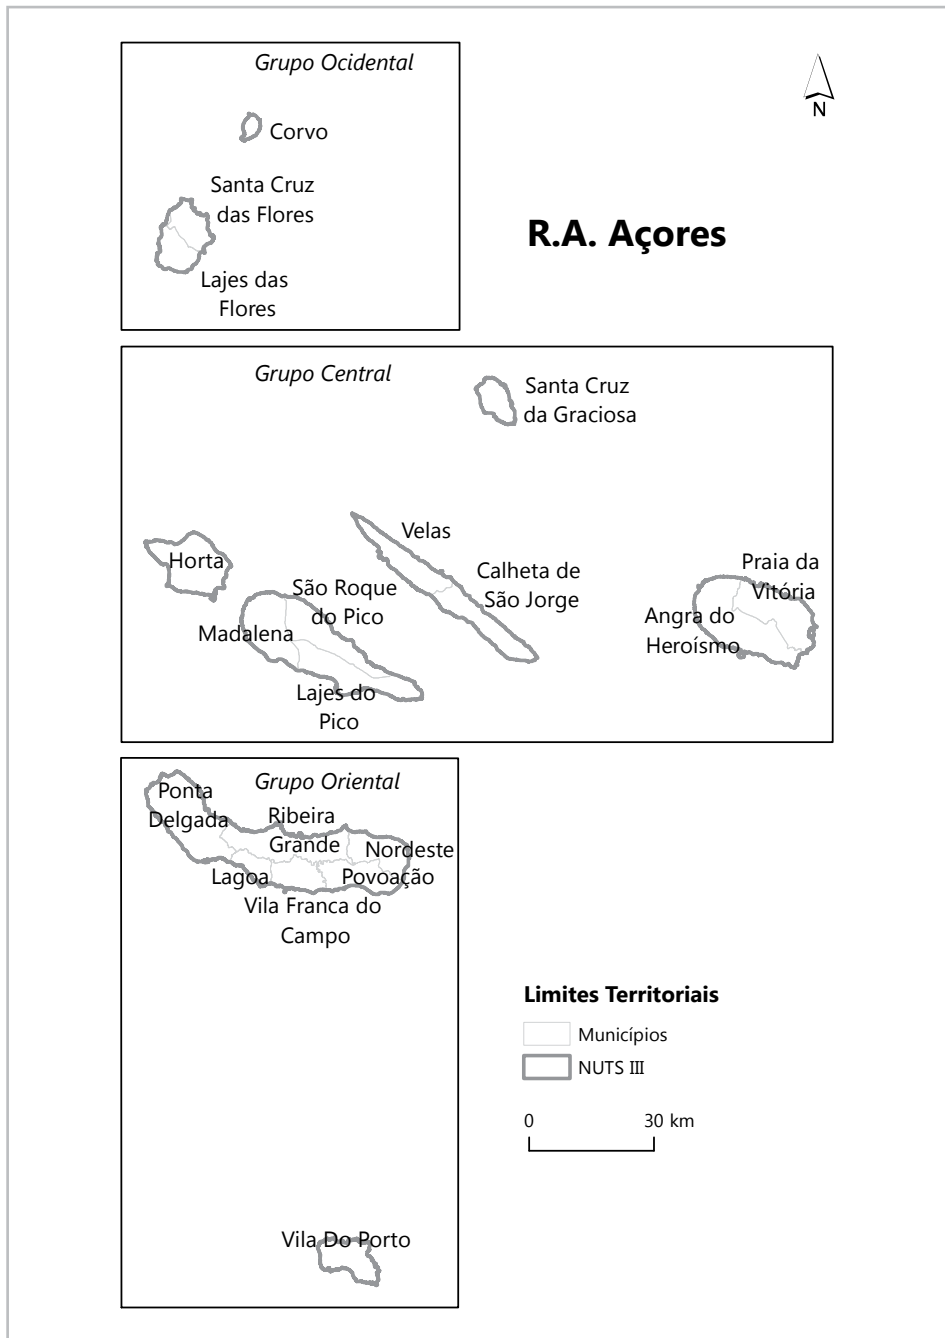 Grupo Ocidental
N
Corvo
Santa Cruz
das Flores
Lajes das
Flores
R.A. Açores
Grupo Central
Santa Cruz
da Graciosa
Velas
Horta
Calheta de
São Jorge
São Roque
do Pico
Madalena
Lajes do
Pico
Praia da
Vitória
Angra do
Heroísmo
Grupo Oriental
Ponta
Delgada
Ribeira
Grande
Nordeste
Lagoa
Povoação
Vila Franca do
Campo
Vila Do Porto
Limites Territoriais
Municípios
NUTS III
0 30 km